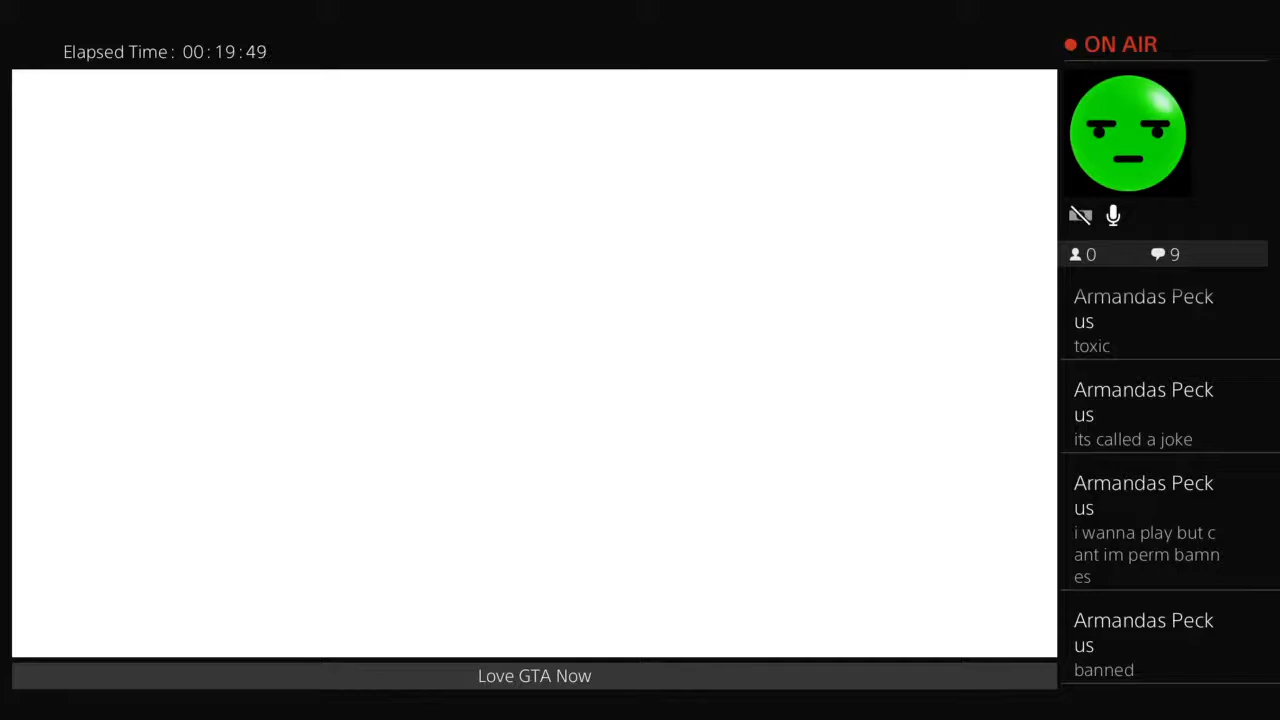 Elapsed Time: 00:19:49
ON AIR
0 9
Armandas Peck
us
toxic
Armandas Peck
us
its called a joke
Armandas Peck
us
i wanna play but c
ant im perm bamn
es
Armandas Peck
us
banned
Love GTA Now